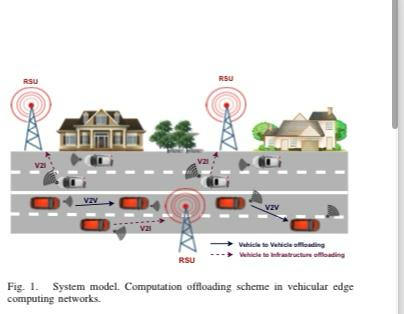 RSU
RSU
V2I
V2I
V2V
V2V
V2I
RSU
Vehicle to Vehicle offloading
Vehicle to Infrastructure offloading
Fig. 1. System model. Computation offloading scheme in vehicular edge
computing networks.